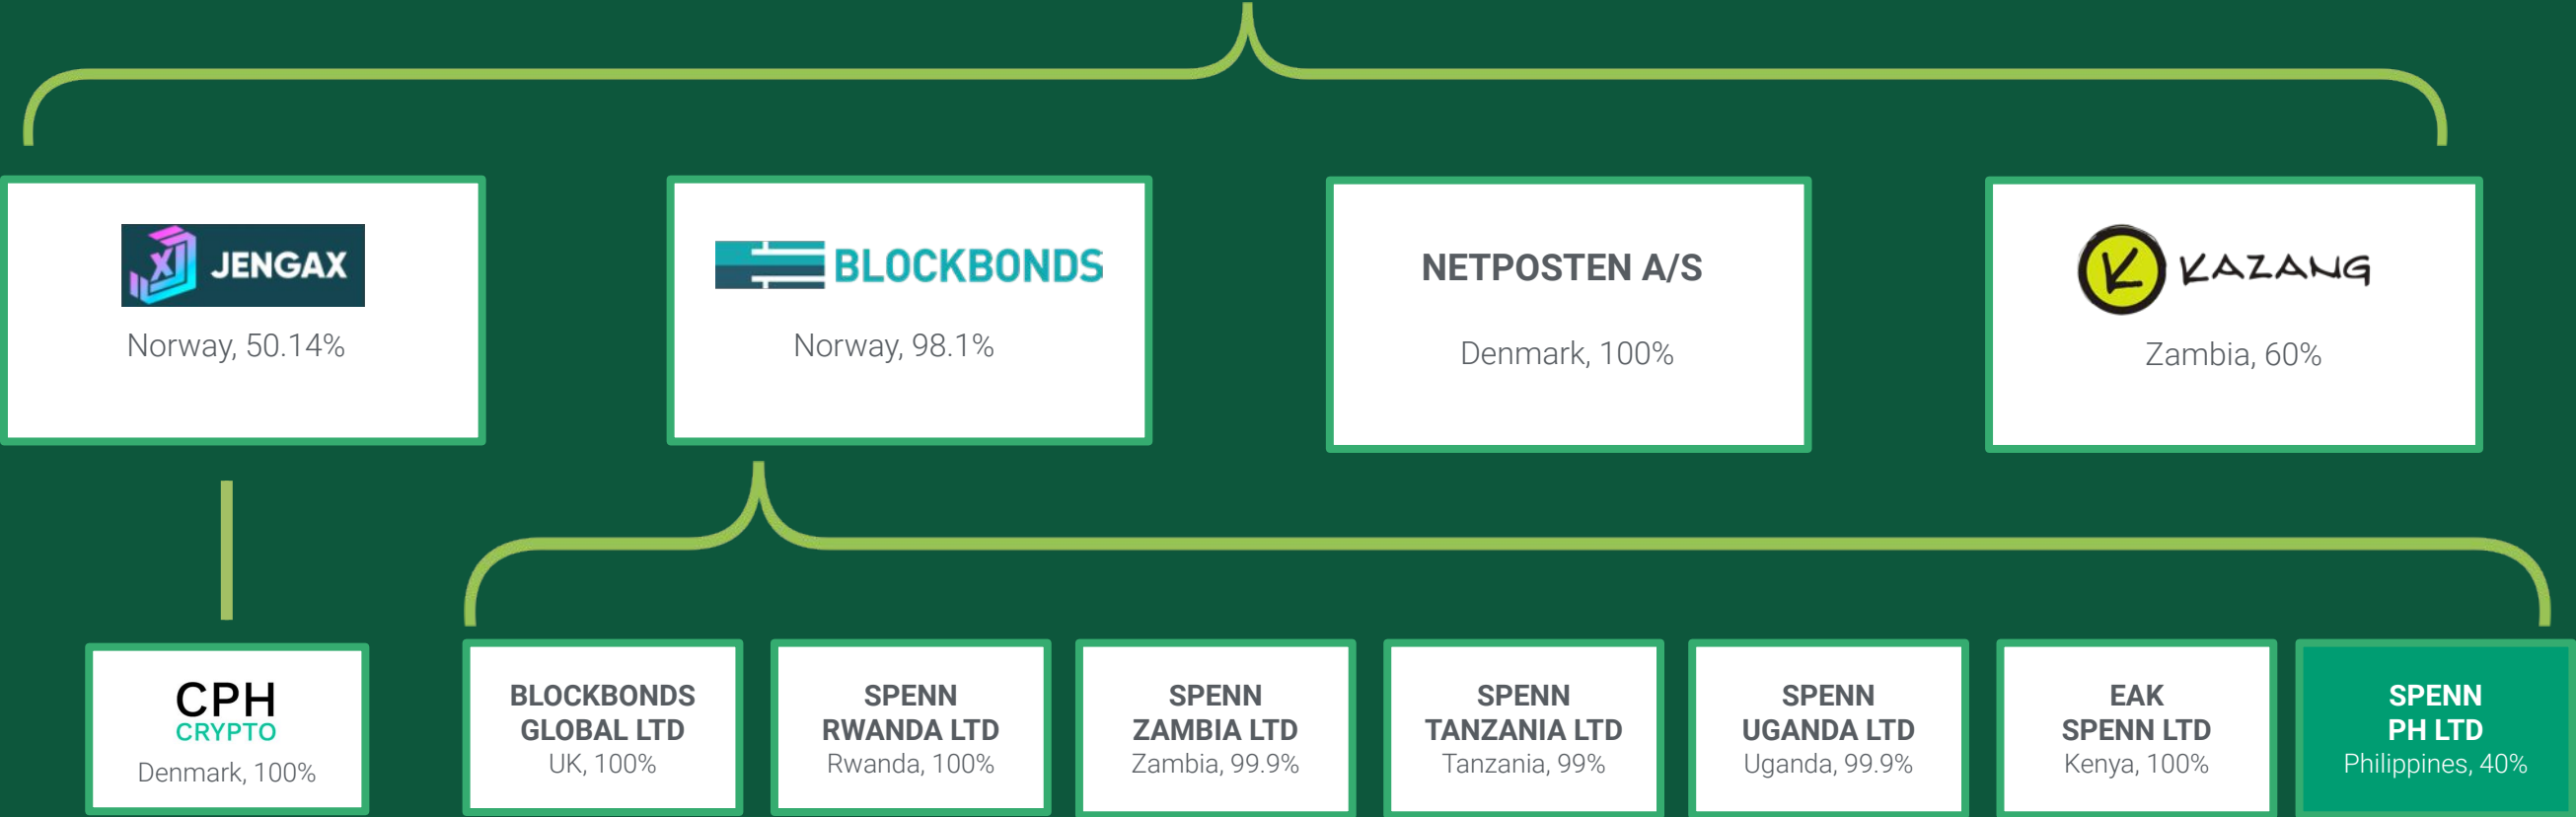 JENGAX
Norway, 50.14%
BLOCKBONDS
Norway, 98.1%
NETPOSTEN A/S
Denmark, 100%
KAZANG
Zambia, 60%
CPH
CRYPTO
Denmark, 100%
BLOCKBONDS
GLOBAL LTD
UK, 100%
SPENN
RWANDA LTD
Rwanda, 100%
SPENN
ZAMBIA LTD
Zambia, 99.9%
SPENN
TANZANIA LTD
Tanzania, 99%
SPENN
UGANDA LTD
Uganda, 99.9%
EAK
SPENN LTD
Kenya, 100%
SPENN
PH LTD
Philippines, 40%